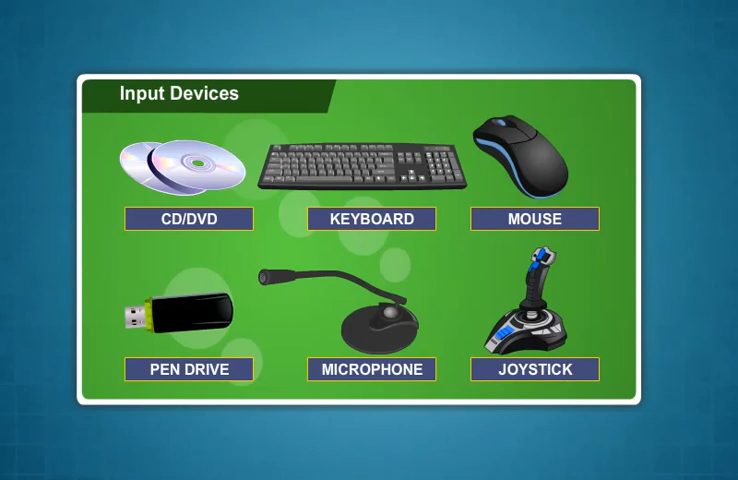 Input Devices
CD/DVD
KEYBOARD
MOUSE
PEN DRIVE
MICROPHONE
JOYSTICK